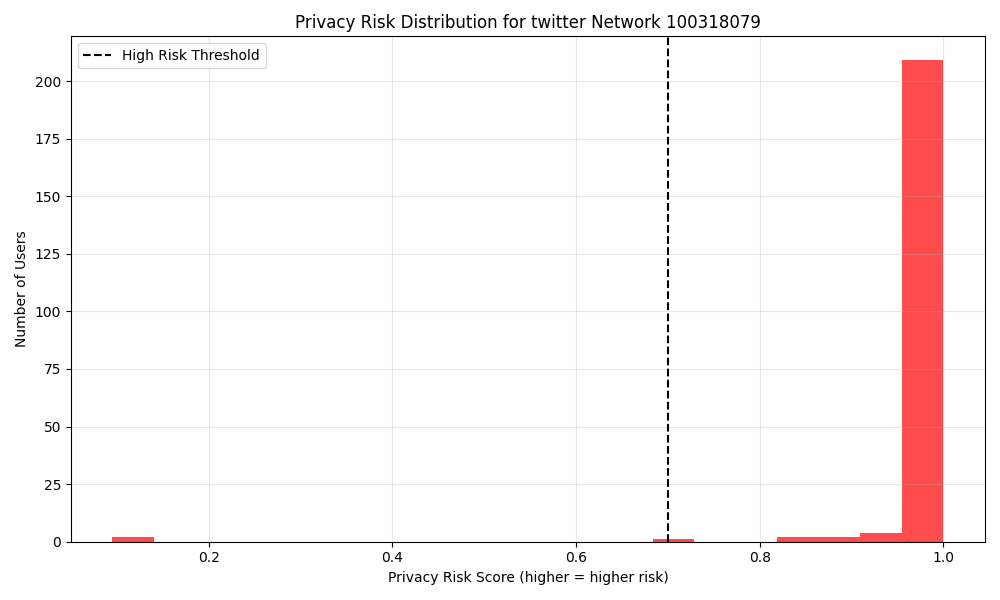 Privacy Risk Distribution for twitter Network 100318079
High Risk Threshold
200
175
150
125
100
75
50
25
0
Number of Users
0.2 0.4 0.6 0.8 1.0
Privacy Risk Score (higher = higher risk)